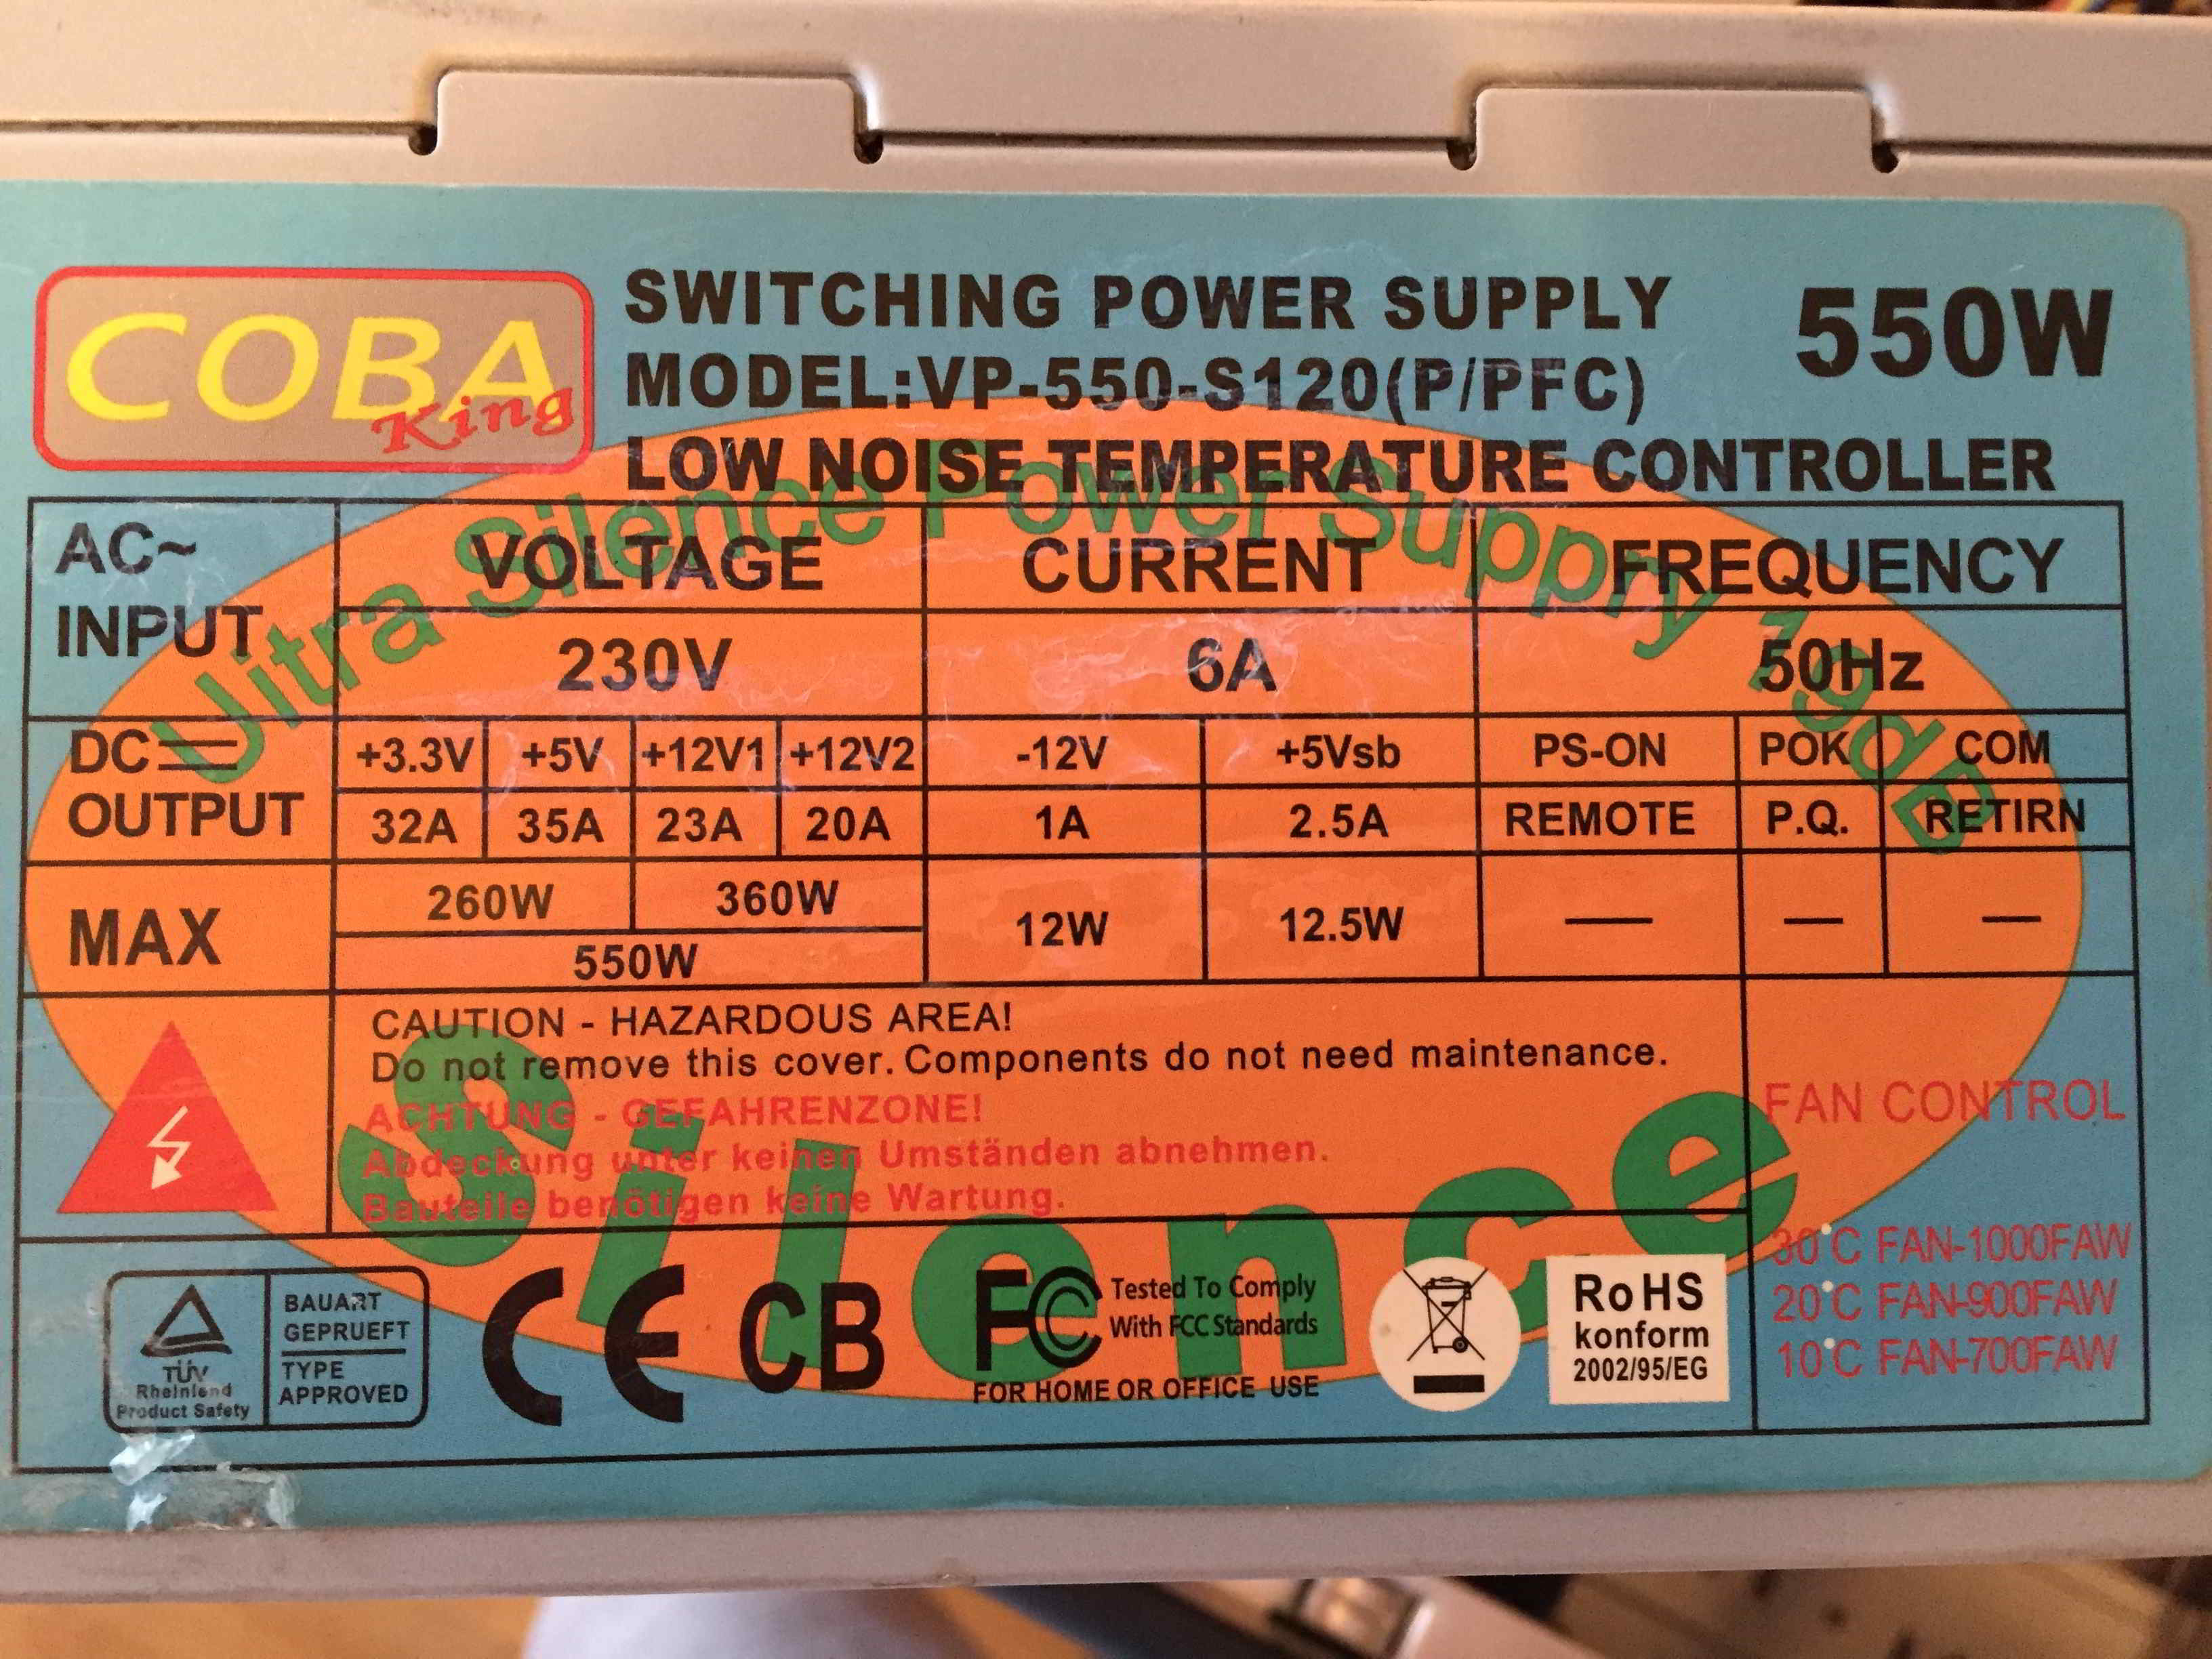 COBA
King
SWITCHING POWER SUPPLY
550W
MODEL:VP-550-S120(P/PFC)
LOW NOISE TEMPERATURE CONTROLLER
Ulitra Silence Power Suppry 19dB
AC~ INPUT
VOLTAGE CURRENT FREQUENCY
230V 6A 50Hz
DC OUTPUT
+3.3V +5V +12V1 +12V2 -12V +5Vsb PS-ON POK COM
32A 35A 23A 20A 1A 2.5A REMOTE P.Q. RETIRN
MAX
260W 360W 12W 12.5W — — —
550W
CAUTION - HAZARDOUS AREA!
Do not remove this cover. Components do not need maintenance.
ACHTUNG - GEFAHRENZONE!
Abdeckung unter keinen Umständen abnehmen.
Bauteile benötigen keine Wartung.
Silence
FAN CONTROL
30°C FAN-1000FAW
20°C FAN-900FAW
10°C FAN-700FAW
TÜV
Rheinlend
Product Safety
BAUART
GEPRUEFT
TYPE
APPROVED
CE
CB
FC
Tested To Comply
With FCC Standards
FOR HOME OR OFFICE USE
RoHS
konform
2002/95/EG